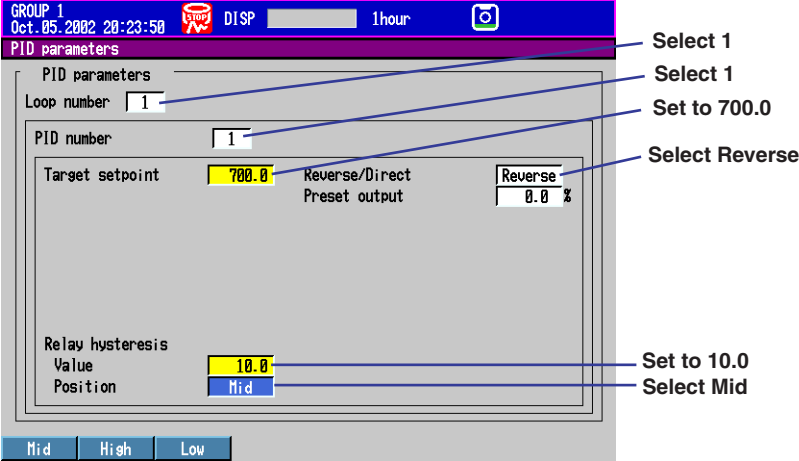 GROUP 1
Oct.05.2002 20:23:50
STOP
DISP
1hour
PID parameters
Select 1
PID parameters
Select 1
Loop number 1
Set to 700.0
PID number 1
Select Reverse
Target setpoint 700.0 Reverse/Direct Reverse
Preset output 0.0 %
Relay hysteresis
Value 10.0
Set to 10.0
Position Mid
Select Mid
Mid High Low